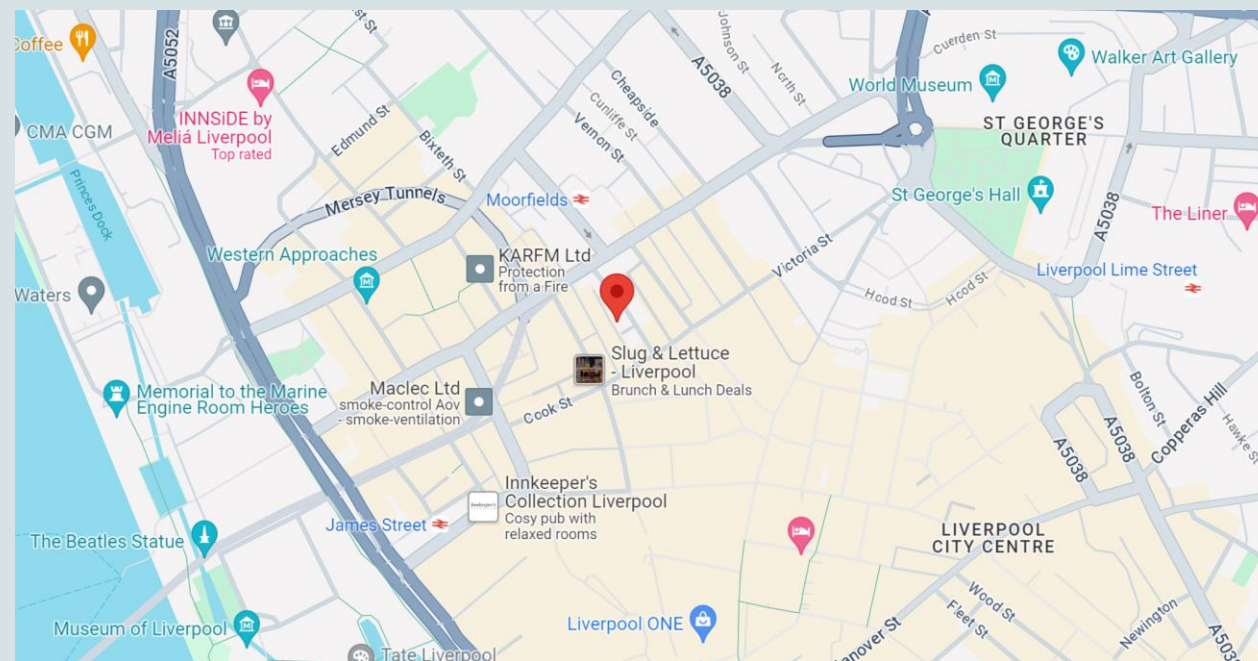 Coffee
A5052
INNSiDE by
Meliá Liverpool
Top rated
CMA CGM
Princes Dock
Edmund St
Bixteth St
Mersey Tunnels
Cheapside
Cunliffe St
Vernon St
Johnson St
North St
A5038
Cuerden St
Walker Art Gallery
World Museum
ST GEORGE'S
QUARTER
St George's Hall
A5038
The Liner
Moorfields
Western Approaches
KARFM Ltd
Protection
from a Fire
Victoria St
Hood St
Hood St
Liverpool Lime Street
Waters
Slug & Lettuce
- Liverpool
Brunch & Lunch Deals
Memorial to the Marine
Engine Room Heroes
Maclec Ltd
smoke-control Aov
- smoke-ventilation
Cook St
Bolton St
Copperas Hill
Hawke St
A5038
A5038
Innkeeper's
Collection Liverpool
Cosy pub with
relaxed rooms
James Street
The Beatles Statue
LIVERPOOL
CITY CENTRE
Wood St
Fleet St
Newington
Museum of Liverpool
Liverpool ONE
Tate Liverpool